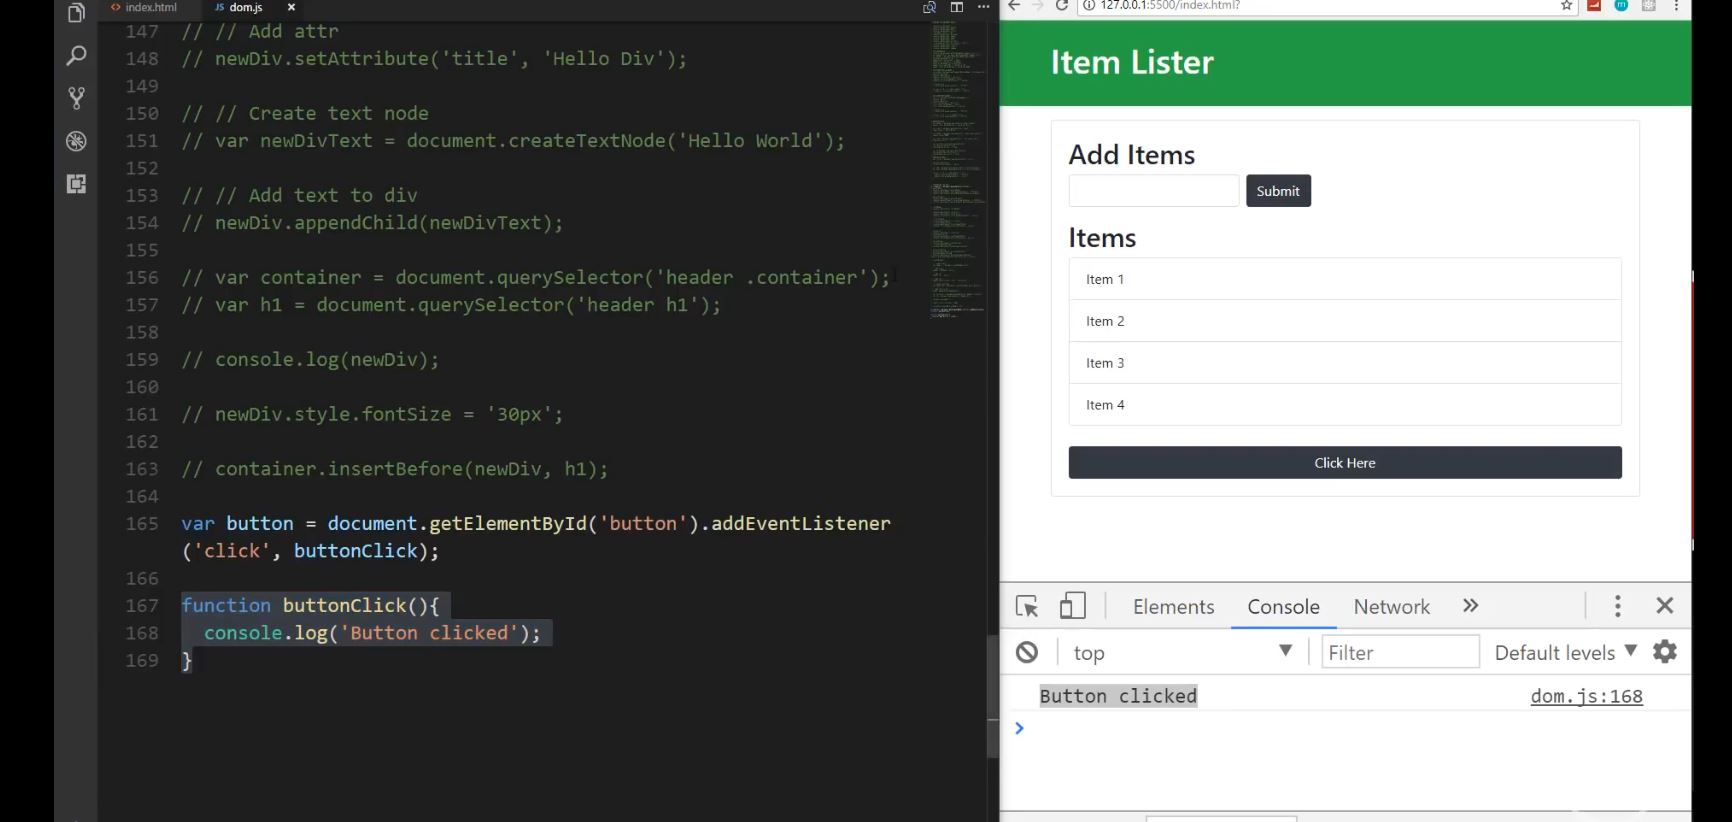 index.html
dom.js
147 // // Add attr
148 // newDiv.setAttribute('title', 'Hello Div');
149
150 // // Create text node
151 // var newDivText = document.createTextNode('Hello World');
152
153 // // Add text to div
154 // newDiv.appendChild(newDivText);
155
156 // var container = document.querySelector('header .container');
157 // var h1 = document.querySelector('header h1');
158
159 // console.log(newDiv);
160
161 // newDiv.style.fontSize = '30px';
162
163 // container.insertBefore(newDiv, h1);
164
165 var button = document.getElementById('button').addEventListener
('click', buttonClick);
166
167 function buttonClick(){
168 console.log('Button clicked');
169 }
127.0.0.1:5500/index.html?
Item Lister
Add Items
Submit
Items
Item 1
Item 2
Item 3
Item 4
Click Here
Elements Console Network
top Filter Default levels
Button clicked dom.js:168